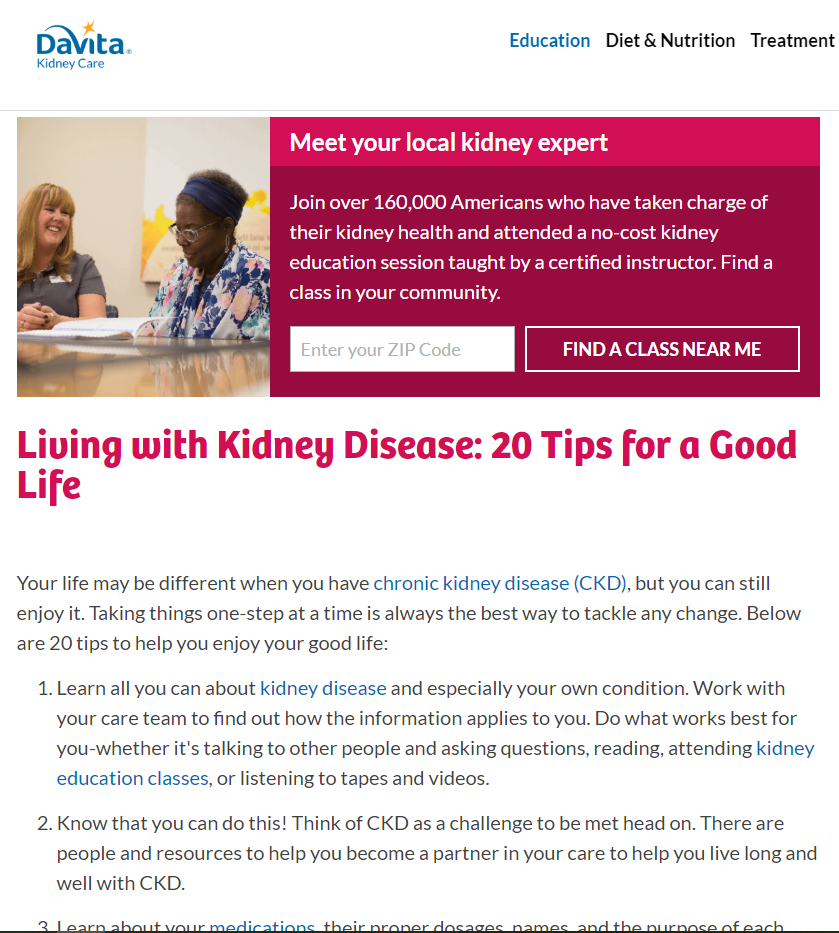 DaVita®
Kidney Care
Education Diet & Nutrition Treatment
Meet your local kidney expert
Join over 160,000 Americans who have taken charge of
their kidney health and attended a no-cost kidney
education session taught by a certified instructor. Find a
class in your community.
Enter your ZIP Code
FIND A CLASS NEAR ME
Living with Kidney Disease: 20 Tips for a Good
Life
Your life may be different when you have chronic kidney disease (CKD), but you can still
enjoy it. Taking things one-step at a time is always the best way to tackle any change. Below
are 20 tips to help you enjoy your good life:
1. Learn all you can about kidney disease and especially your own condition. Work with
your care team to find out how the information applies to you. Do what works best for
you-whether it's talking to other people and asking questions, reading, attending kidney
education classes, or listening to tapes and videos.
2. Know that you can do this! Think of CKD as a challenge to be met head on. There are
people and resources to help you become a partner in your care to help you live long and
well with CKD.
3. Learn about your medications, their proper dosages, names, and the purpose of each